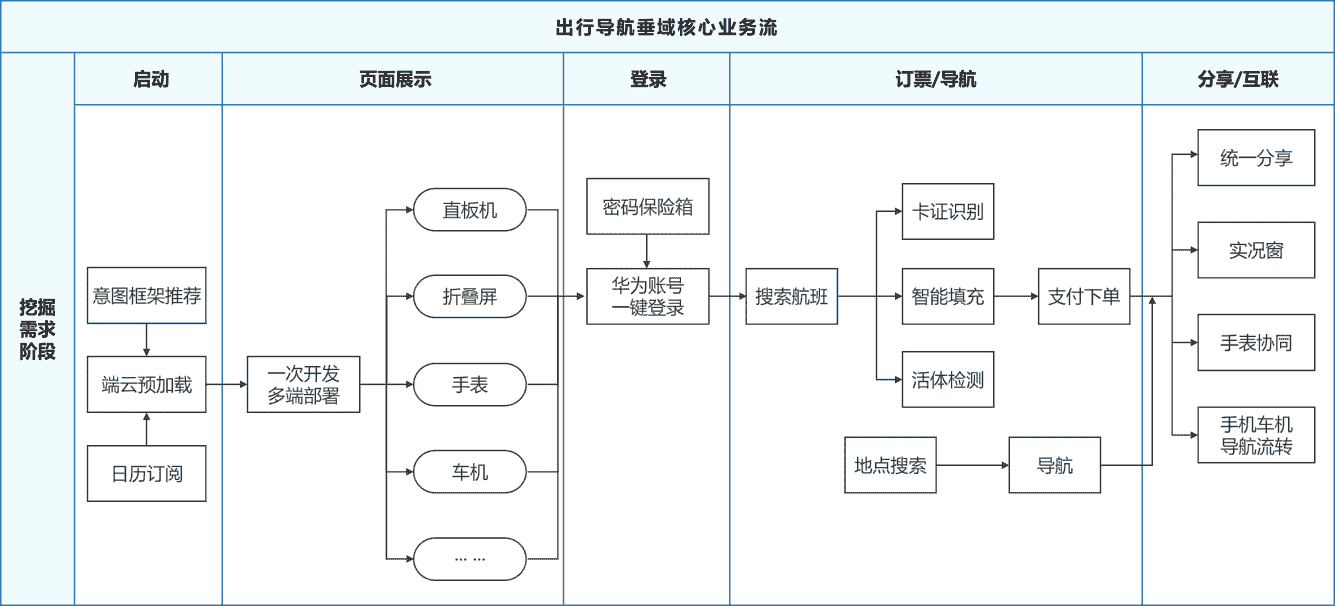 出行导航垂域核心业务流
启动
页面展示
登录
订票/导航
分享/互联
挖掘
需求
阶段
意图框架推荐
端云预加载
日历订阅
一次开发
多端部署
直板机
折叠屏
手表
车机
... ...
密码保险箱
华为账号
一键登录
搜索航班
卡证识别
智能填充
活体检测
支付下单
地点搜索
导航
统一分享
实况窗
手表协同
手机车机
导航流转